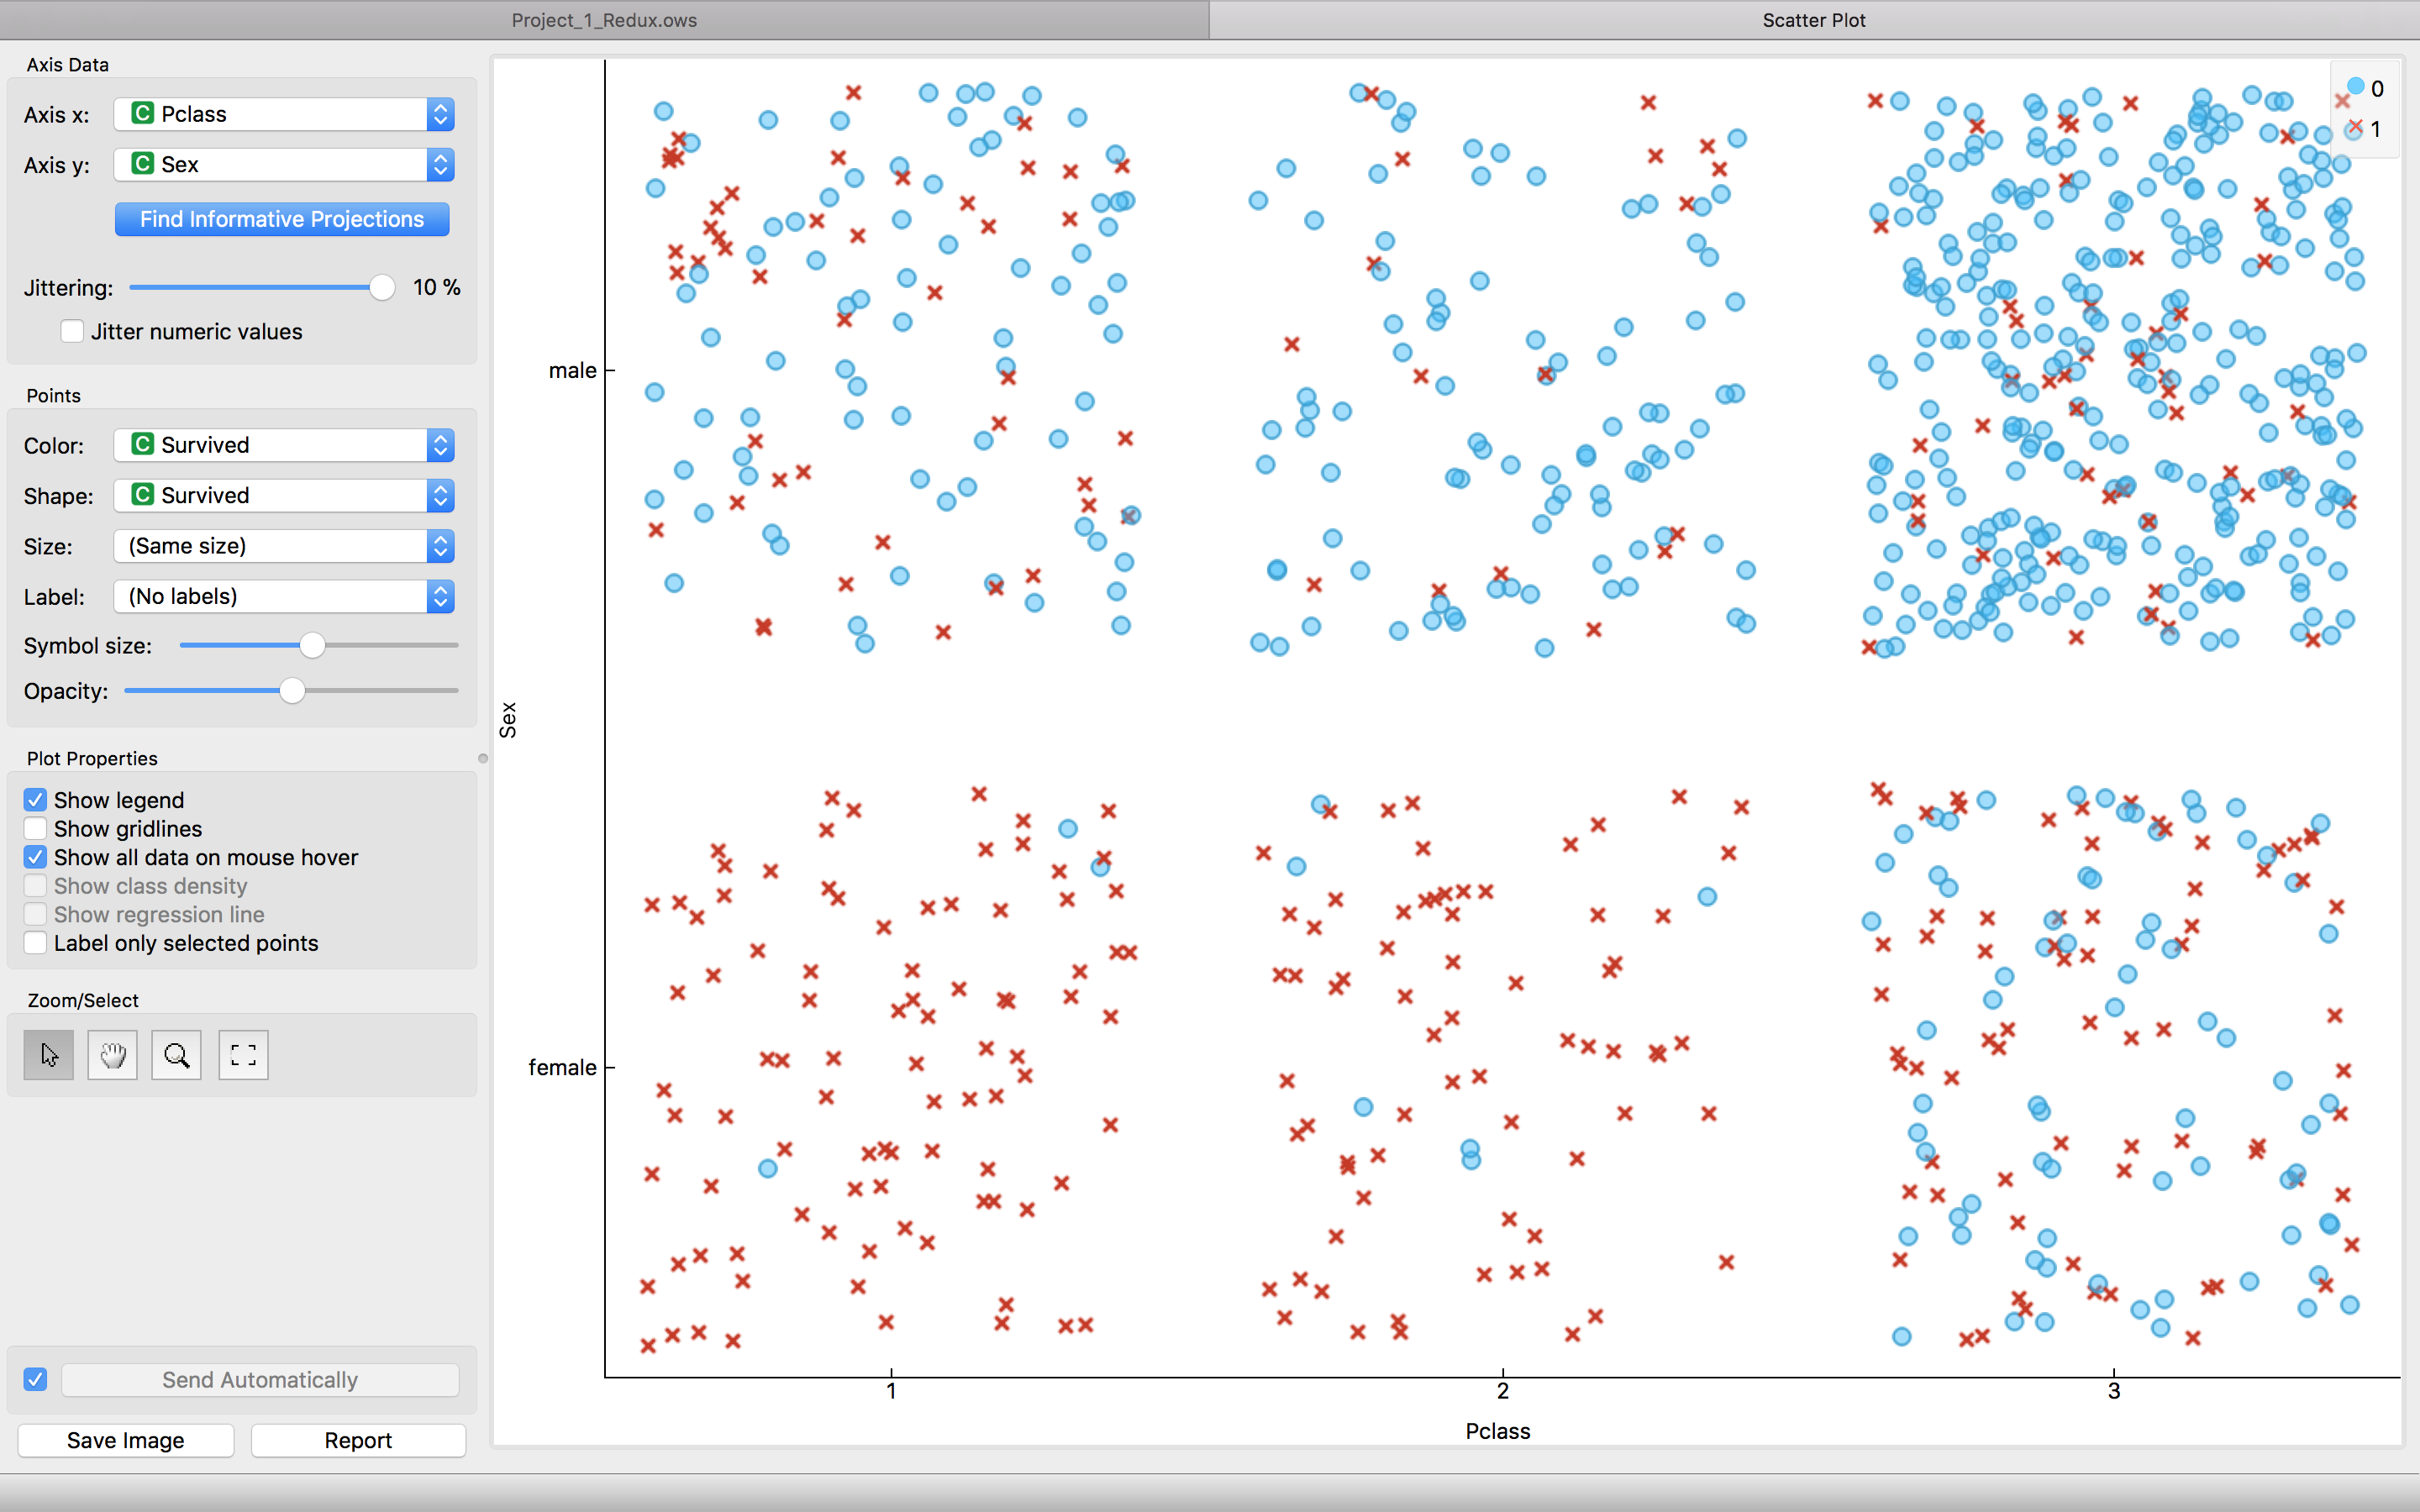 Project_1_Redux.ows
Scatter Plot
Axis Data
Axis x: C Pclass
Axis y: C Sex
Find Informative Projections
Jittering: 10 %
Jitter numeric values
Points
Color: C Survived
Shape: C Survived
Size: (Same size)
Label: (No labels)
Symbol size:
Opacity:
Plot Properties
Show legend
Show gridlines
Show all data on mouse hover
Show class density
Show regression line
Label only selected points
Zoom/Select
Send Automatically
Save Image Report
0
1
male
Sex
female
1 2 3
Pclass